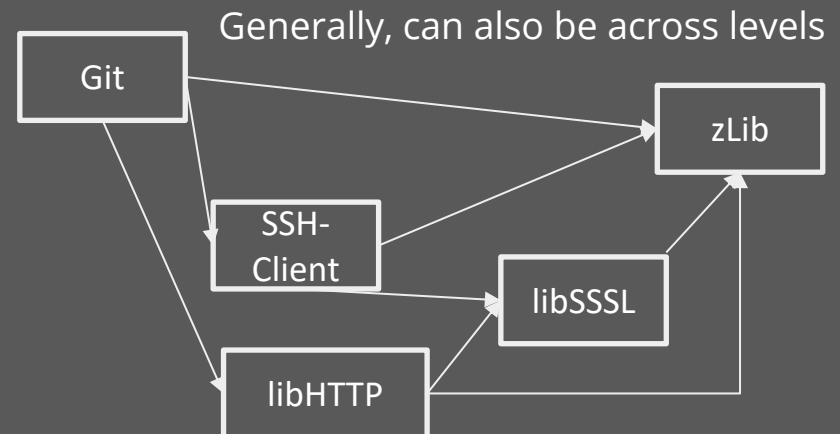 Generally, can also be across levels
Git
zLib
SSH-
Client
libSSSL
libHTTP